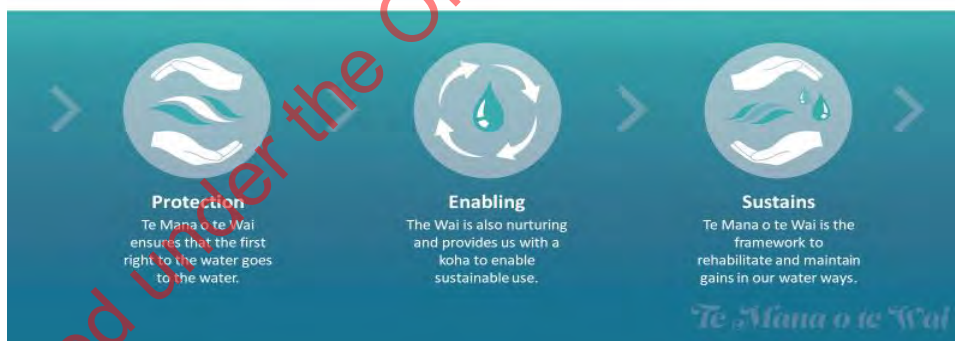 Protection
Te Mana o te Wai
ensures that the first
right to the water goes
to the water.
Enabling
The Wai is also nurturing
and provides us with a
koha to enable
sustainable use.
Sustains
Te Mana o te Wai is the
framework to
rehabilitate and maintain
gains in our water ways.
Te Mana o te Wai
under the O